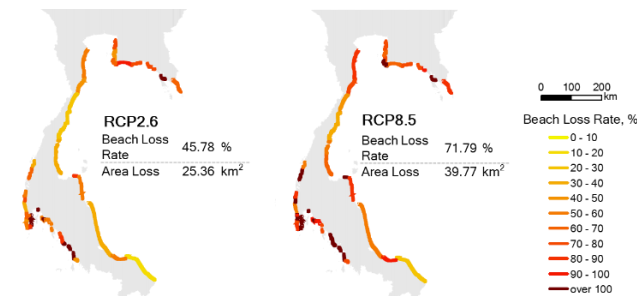 RCP2.6
Beach Loss
Rate
45.78 %
Area Loss 25.36 km²
RCP8.5
Beach Loss
Rate
71.79 %
Area Loss 39.77 km²
0 100 200
km
Beach Loss Rate, %
0 - 10
10 - 20
20 - 30
30 - 40
40 - 50
50 - 60
60 - 70
70 - 80
80 - 90
90 - 100
over 100